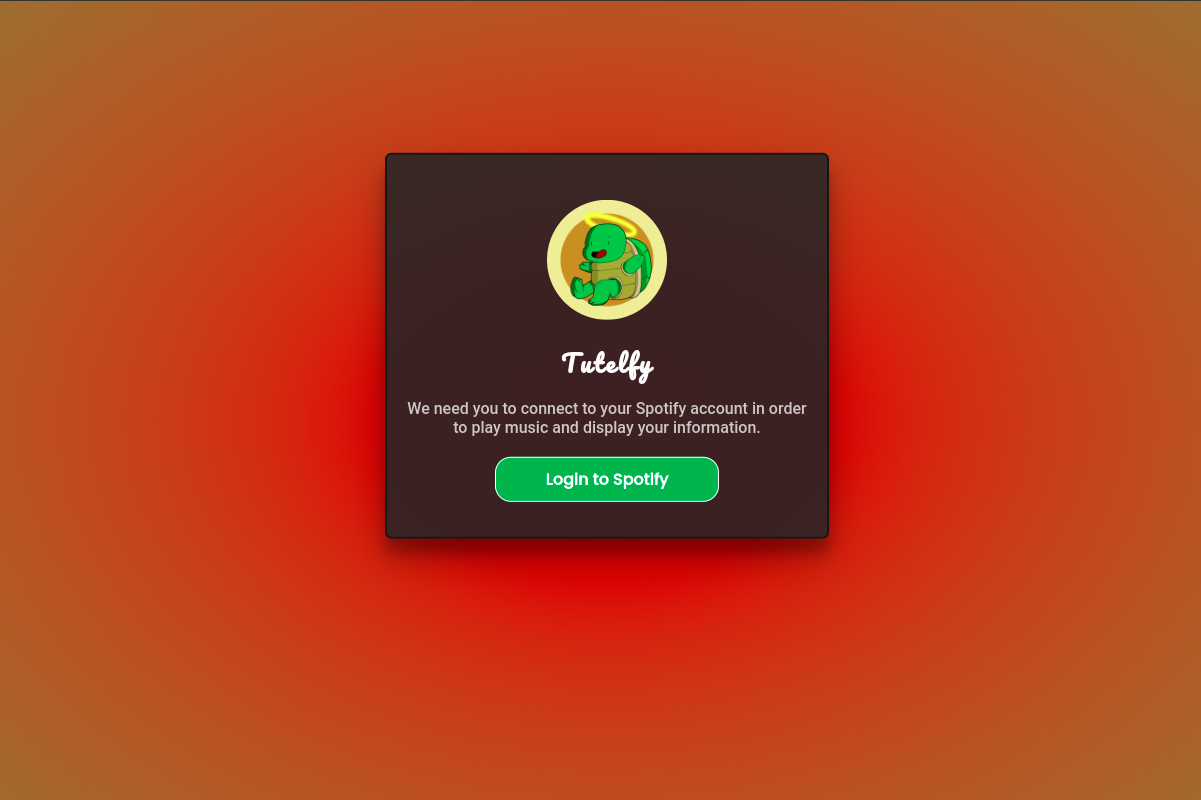 Tutelfy
We need you to connect to your Spotify account in order
to play music and display your information.
Login to Spotify